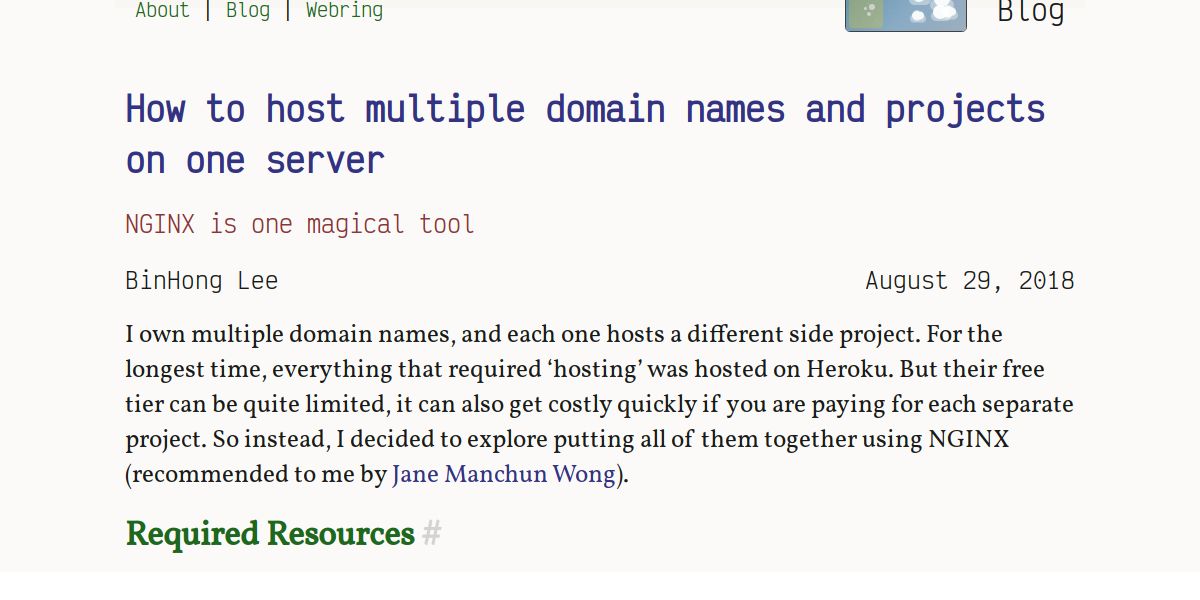 About | Blog | Webring
Blog
How to host multiple domain names and projects
on one server
NGINX is one magical tool
BinHong Lee
August 29, 2018
I own multiple domain names, and each one hosts a different side project. For the
longest time, everything that required ‘hosting’ was hosted on Heroku. But their free
tier can be quite limited, it can also get costly quickly if you are paying for each separate
project. So instead, I decided to explore putting all of them together using NGINX
(recommended to me by Jane Manchun Wong).
Required Resources #